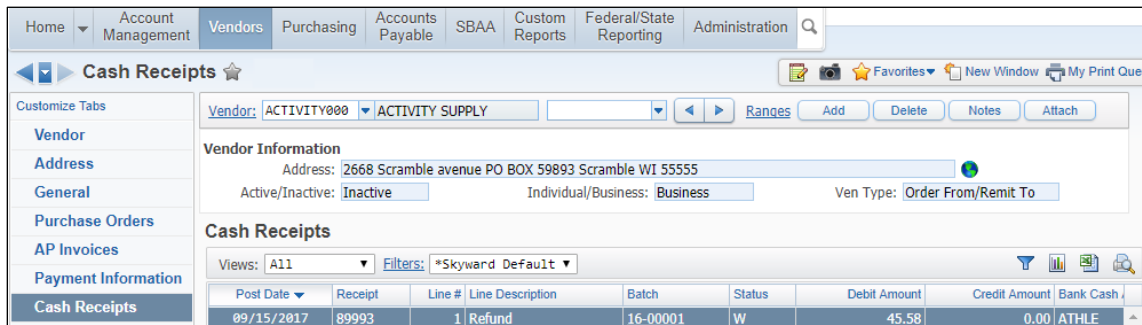 Home Account Management Vendors Purchasing Accounts Payable SBAA Custom Reports Federal/State Reporting Administration
Cash Receipts Favorites New Window My Print Que
Customize Tabs
Vendor
Address
General
Purchase Orders
AP Invoices
Payment Information
Cash Receipts
Vendor: ACTIVITY000 ACTIVITY SUPPLY Ranges Add Delete Notes Attach
Vendor Information
Address: 2668 Scramble avenue PO BOX 59893 Scramble WI 55555
Active/Inactive: Inactive Individual/Business: Business Ven Type: Order From/Remit To
Cash Receipts
Views: All Filters: *Skyward Default
Post Date Receipt Line # Line Description Batch Status Debit Amount Credit Amount Bank Cash
09/15/2017 89993 1 Refund 16-00001 W 45.58 0.00 ATHLE